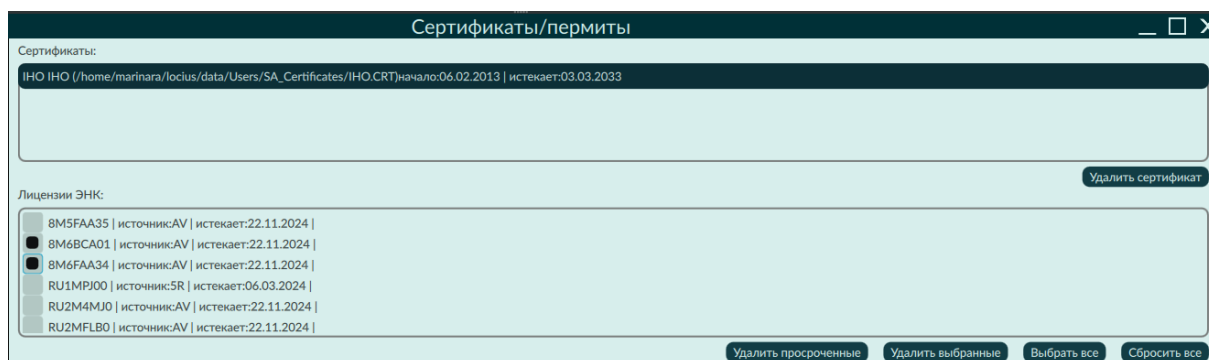 Сертификаты/пермиты
Сертификаты:
IHO IHO (/home/marinara/locius/data/Users/SA_Certificates/IHO.CRT)начало:06.02.2013 | истекает:03.03.2033
Удалить сертификат
Лицензии ЭНК:
8M5FAA35 | источник:AV | истекает:22.11.2024 |
8M6BCA01 | источник:AV | истекает:22.11.2024 |
8M6FAA34 | источник:AV | истекает:22.11.2024 |
RU1MPJ00 | источник:5R | истекает:06.03.2024 |
RU2M4MJ0 | источник:AV | истекает:22.11.2024 |
RU2MFLB0 | источник:AV | истекает:22.11.2024 |
Удалить просроченные Удалить выбранные Выбрать все Сбросить все